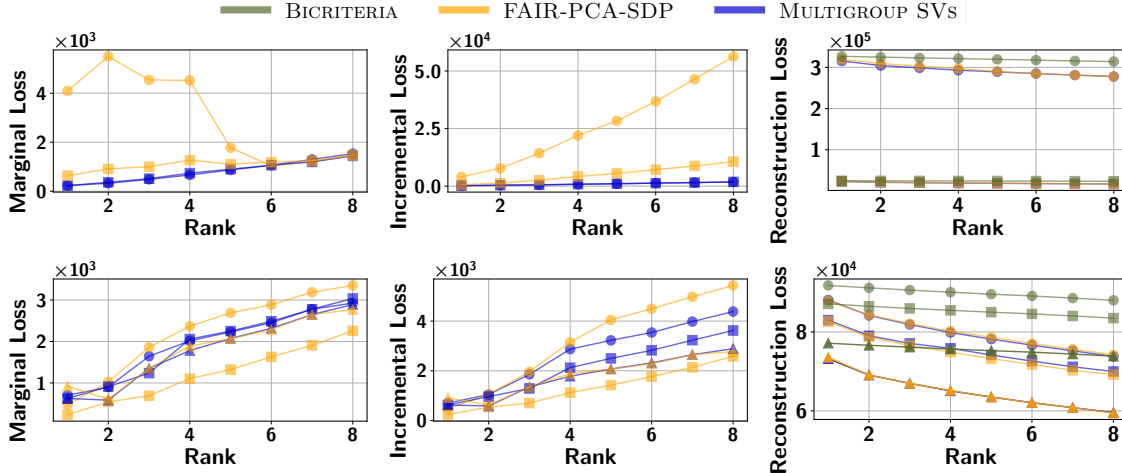 BICRITERIA FAIR-PCA-SDP MULTIGROUP SVS
×10³ ×10⁴ ×10⁵
Marginal Loss
4
2
0
2 4 6 8
Rank
Incremental Loss
5.0
2.5
0.0
2 4 6 8
Rank
Reconstruction Loss
3
2
1
2 4 6 8
Rank
×10³ ×10³ ×10⁴
Marginal Loss
3
2
1
2 4 6 8
Rank
Incremental Loss
4
2
0
2 4 6 8
Rank
Reconstruction Loss
8
6
2 4 6 8
Rank